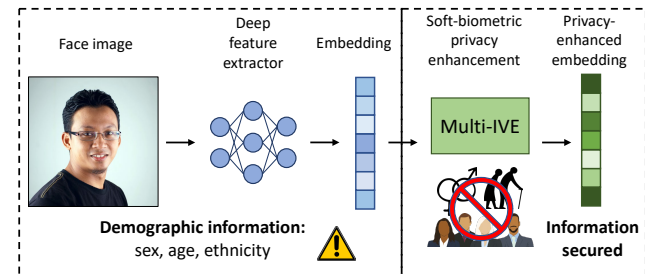 Face image
Deep
feature
extractor
Embedding
Soft-biometric
privacy
enhancement
Privacy-
enhanced
embedding
Multi-IVE
Demographic information:
sex, age, ethnicity
Information
secured